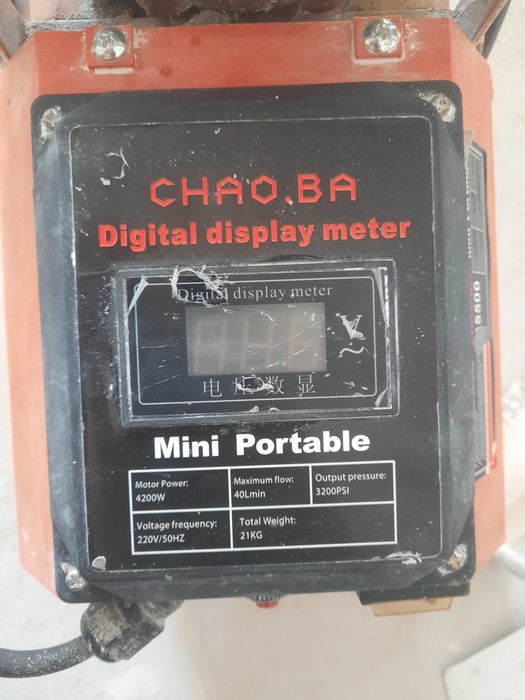 CHAO.BA
Digital display meter
Digital display meter
V
电压数显
Mini Portable
Motor Power:
4200W
Maximum flow:
40Lmin
Output pressure:
3200PSI
Voltage frequency:
220V/50HZ
Total Weight:
21KG
5500